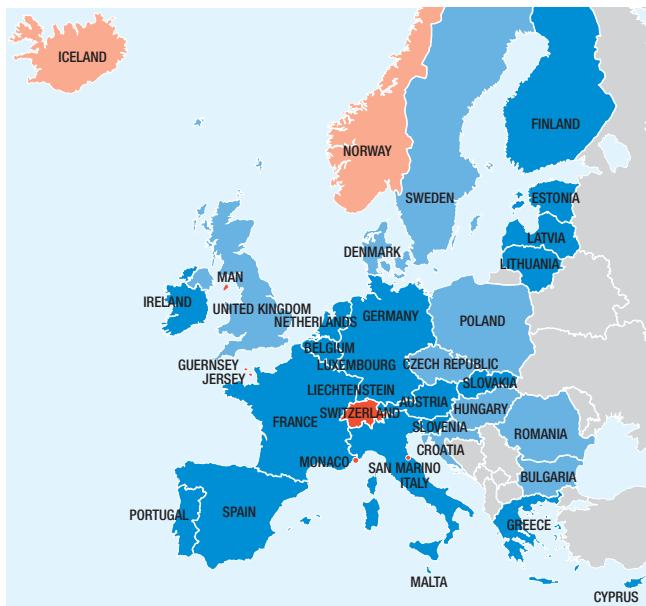 ICELAND
FINLAND
NORWAY
SWEDEN
ESTONIA
LATVIA
DENMARK
LITHUANIA
MAN
IRELAND
UNITED KINGDOM
NETHERLANDS
GERMANY
POLAND
BELGIUM
GUERNSEY
LUXEMBOURG
CZECH REPUBLIC
JERSEY
SLOVAKIA
LIECHTENSTEIN
AUSTRIA
HUNGARY
SWITZERLAND
FRANCE
SLOVENIA
ROMANIA
CROATIA
MONACO
SAN MARINO
BULGARIA
ITALY
PORTUGAL
SPAIN
GREECE
MALTA
CYPRUS